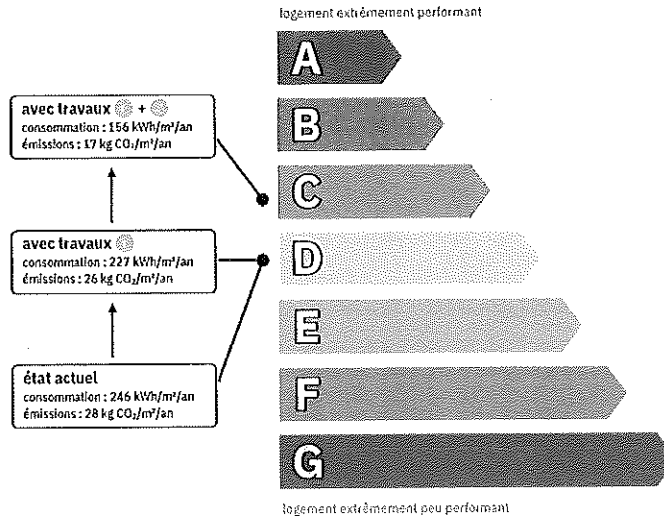 logement extrêmement performant
A
B
avec travaux +
consommation : 156 kWh/m²/an
émissions : 17 kg CO₂/m²/an
C
avec travaux
consommation : 227 kWh/m²/an
émissions : 26 kg CO₂/m²/an
D
E
état actuel
consommation : 246 kWh/m²/an
émissions : 28 kg CO₂/m²/an
F
G
logement extrêmement peu performant